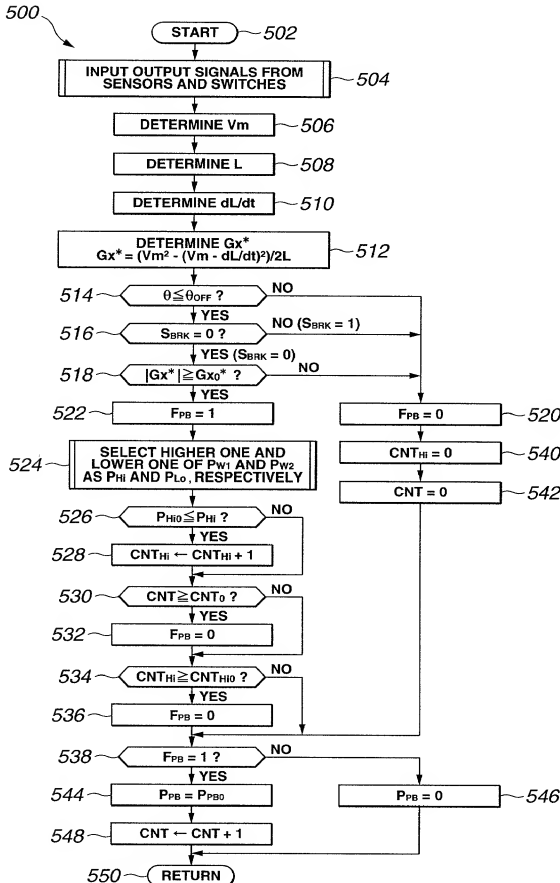 500
START
502
INPUT OUTPUT SIGNALS FROM
SENSORS AND SWITCHES
504
DETERMINE Vm
506
DETERMINE L
508
DETERMINE dL/dt
510
DETERMINE Gx*
Gx* = (Vm² - (Vm - dL/dt)²)/2L
512
514
θ≦θOFF ?
NO
YES
516
SBRK = 0 ?
NO (SBRK = 1)
YES (SBRK = 0)
518
|Gx*|≧Gx0* ?
NO
YES
522
FPB = 1
FPB = 0
520
524
SELECT HIGHER ONE AND
LOWER ONE OF PW1 AND PW2
AS PHi AND PLo, RESPECTIVELY
CNTHi = 0
540
CNT = 0
542
526
PHi0≦PHi ?
NO
YES
528
CNTHi ← CNTHi + 1
530
CNT≧CNT0 ?
NO
YES
532
FPB = 0
534
CNTHi≧CNTHi0 ?
NO
YES
536
FPB = 0
538
FPB = 1 ?
NO
YES
544
PPB = PPB0
PPB = 0
546
548
CNT ← CNT + 1
550
RETURN